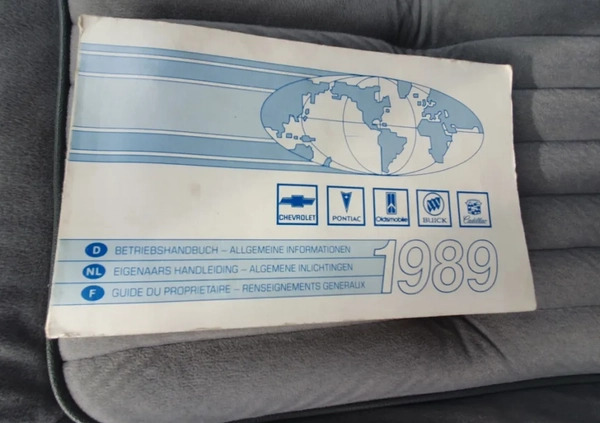 CHEVROLET
PONTIAC
Oldsmobile
BUICK
Cadillac
D BETRIEBSHANDBUCH – ALLGEMEINE INFORMATIONEN
NL EIGENAARS HANDLEIDING – ALGEMENE INLICHTINGEN
F GUIDE DU PROPRIETAIRE – RENSEIGNEMENTS GENERAUX
1989